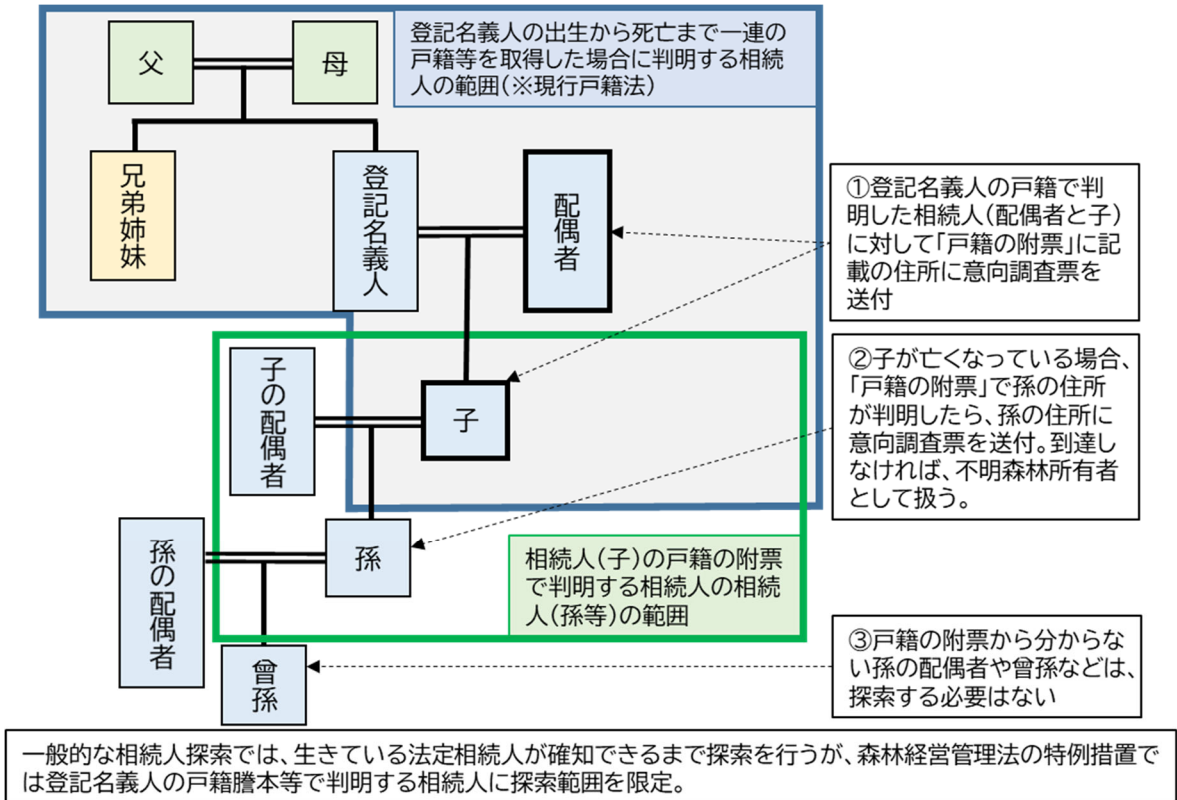 父
母
登記名義人の出生から死亡まで一連の
戸籍等を取得した場合に判明する相続
人の範囲(※現行戸籍法)
兄弟姉妹
登記名義人
配偶者
①登記名義人の戸籍で判
明した相続人(配偶者と子)
に対して「戸籍の附票」に記
載の住所に意向調査票を
送付
子の配偶者
子
②子が亡くなっている場合、
「戸籍の附票」で孫の住所
が判明したら、孫の住所に
意向調査票を送付。到達し
なければ、不明森林所有者
として扱う。
孫の配偶者
孫
相続人(子)の戸籍の附票
で判明する相続人の相続
人(孫等)の範囲
曾孫
③戸籍の附票から分からな
い孫の配偶者や曾孫などは、
探索する必要はない
一般的な相続人探索では、生きている法定相続人が確知できるまで探索を行うが、森林経営管理法の特例措置で
は登記名義人の戸籍謄本等で判明する相続人に探索範囲を限定。